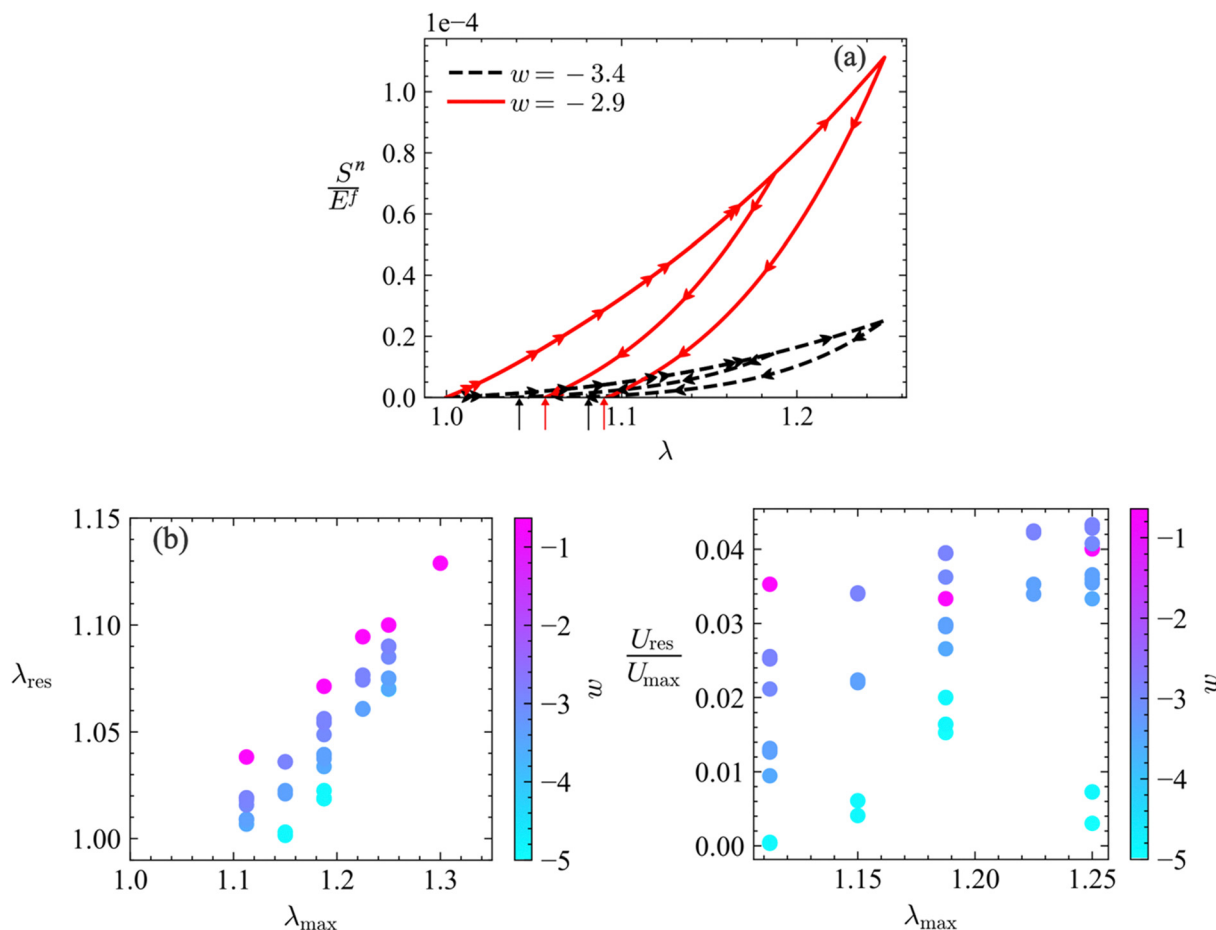 1e−4
(a)
w = − 3.4
w = − 2.9
1.0
0.8
0.6
0.4
0.2
0.0
S^n
E^f
1.0 1.1 1.2
λ
(b)
1.15
1.10
1.05
1.00
λ_res
1.0 1.1 1.2 1.3
λ_max
−1
−2
−3
−4
−5
w
0.04
0.03
0.02
0.01
0.00
U_res
U_max
1.15 1.20 1.25
λ_max
−1
−2
−3
−4
−5
w